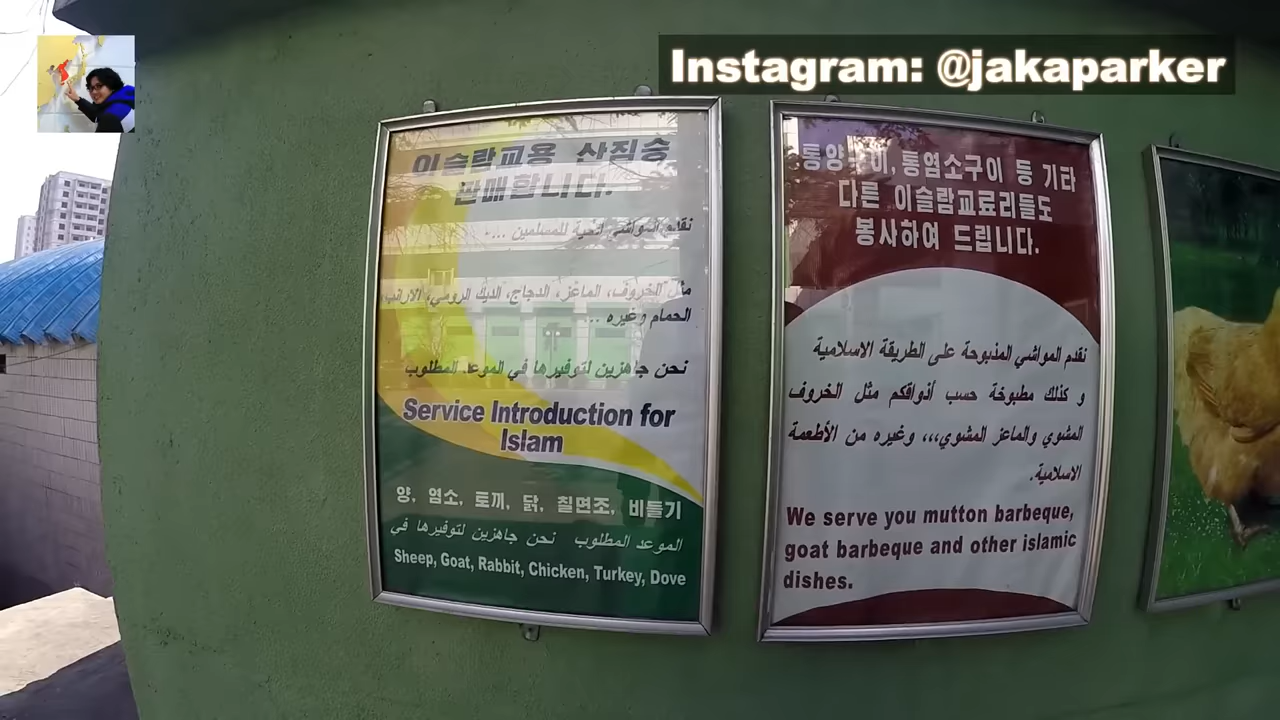 Instagram: @jakaparker
이슬람교용 산짐승
판매합니다.
نقدم المواشي الحية للمسلمين ...
مثل الخروف، الماعز، الدجاج، الديك الرومي، الارانب،
الحمام وغيره ...
نحن جاهزين لتوفيرها في الموعد المطلوب
Service Introduction for
Islam
양, 염소, 토끼, 닭, 칠면조, 비둘기
نحن جاهزين لتوفيرها في الموعد المطلوب
Sheep, Goat, Rabbit, Chicken, Turkey, Dove
통양구이, 통염소구이 등 기타
다른 이슬람교료리들도
봉사하여 드립니다.
نقدم المواشي المذبوحة على الطريقة الاسلامية
و كذلك مطبوخة حسب أذواقكم مثل الخروف
المشوي والماعز المشوي،،، وغيره من الأطعمة
الاسلامية.
We serve you mutton barbeque,
goat barbeque and other islamic
dishes.